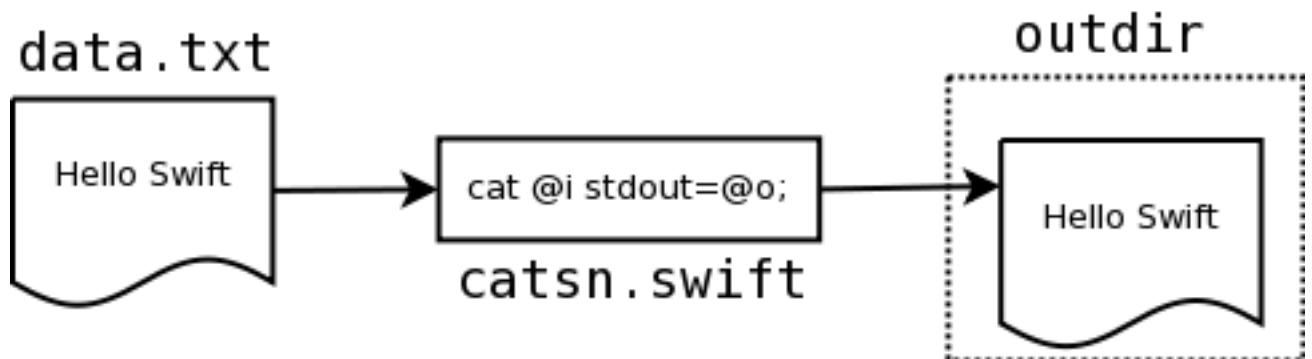 data.txt
Hello Swift
cat @i stdout=@o;
catsn.swift
outdir
Hello Swift